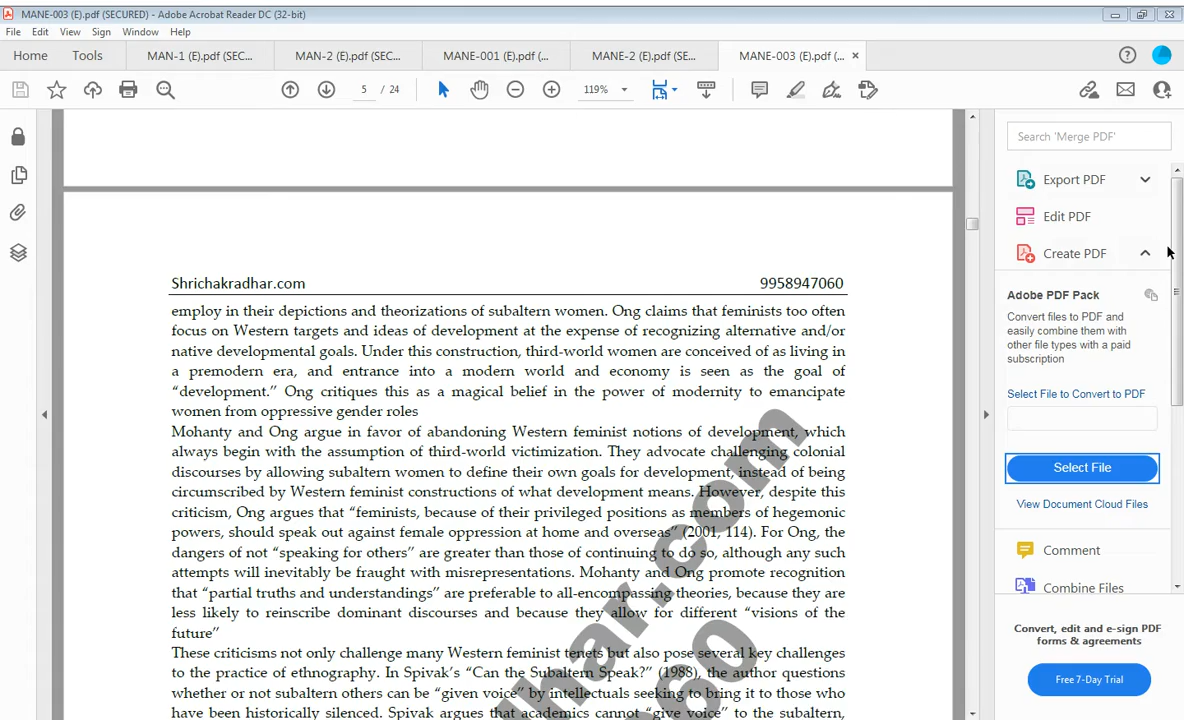 MANE-003 (E).pdf (SECURED) - Adobe Acrobat Reader DC (32-bit)
File Edit View Sign Window Help
Home Tools MAN-1 (E).pdf (SEC... MAN-2 (E).pdf (SEC... MANE-001 (E).pdf (... MANE-2 (E).pdf (SE... MANE-003 (E).pdf (... ×
5 / 24 119%
Search 'Merge PDF'
Export PDF
Edit PDF
Create PDF
Adobe PDF Pack
Convert files to PDF and
easily combine them with
other file types with a paid
subscription
Select File to Convert to PDF
Select File
View Document Cloud Files
Comment
Combine Files
Convert, edit and e-sign PDF
forms & agreements
Free 7-Day Trial
Shrichakradhar.com 9958947060
employ in their depictions and theorizations of subaltern women. Ong claims that feminists too often
focus on Western targets and ideas of development at the expense of recognizing alternative and/or
native developmental goals. Under this construction, third-world women are conceived of as living in
a premodern era, and entrance into a modern world and economy is seen as the goal of
“development.” Ong critiques this as a magical belief in the power of modernity to emancipate
women from oppressive gender roles
Mohanty and Ong argue in favor of abandoning Western feminist notions of development, which
always begin with the assumption of third-world victimization. They advocate challenging colonial
discourses by allowing subaltern women to define their own goals for development, instead of being
circumscribed by Western feminist constructions of what development means. However, despite this
criticism, Ong argues that “feminists, because of their privileged positions as members of hegemonic
powers, should speak out against female oppression at home and overseas” (2001, 114). For Ong, the
dangers of not “speaking for others” are greater than those of continuing to do so, although any such
attempts will inevitably be fraught with misrepresentations. Mohanty and Ong promote recognition
that “partial truths and understandings” are preferable to all-encompassing theories, because they are
less likely to reinscribe dominant discourses and because they allow for different “visions of the
future”
These criticisms not only challenge many Western feminist tenets but also pose several key challenges
to the practice of ethnography. In Spivak’s “Can the Subaltern Speak?” (1988), the author questions
whether or not subaltern others can be “given voice” by intellectuals seeking to bring it to those who
have been historically silenced. Spivak argues that academics cannot “give voice” to the subaltern,
dhar.com
60